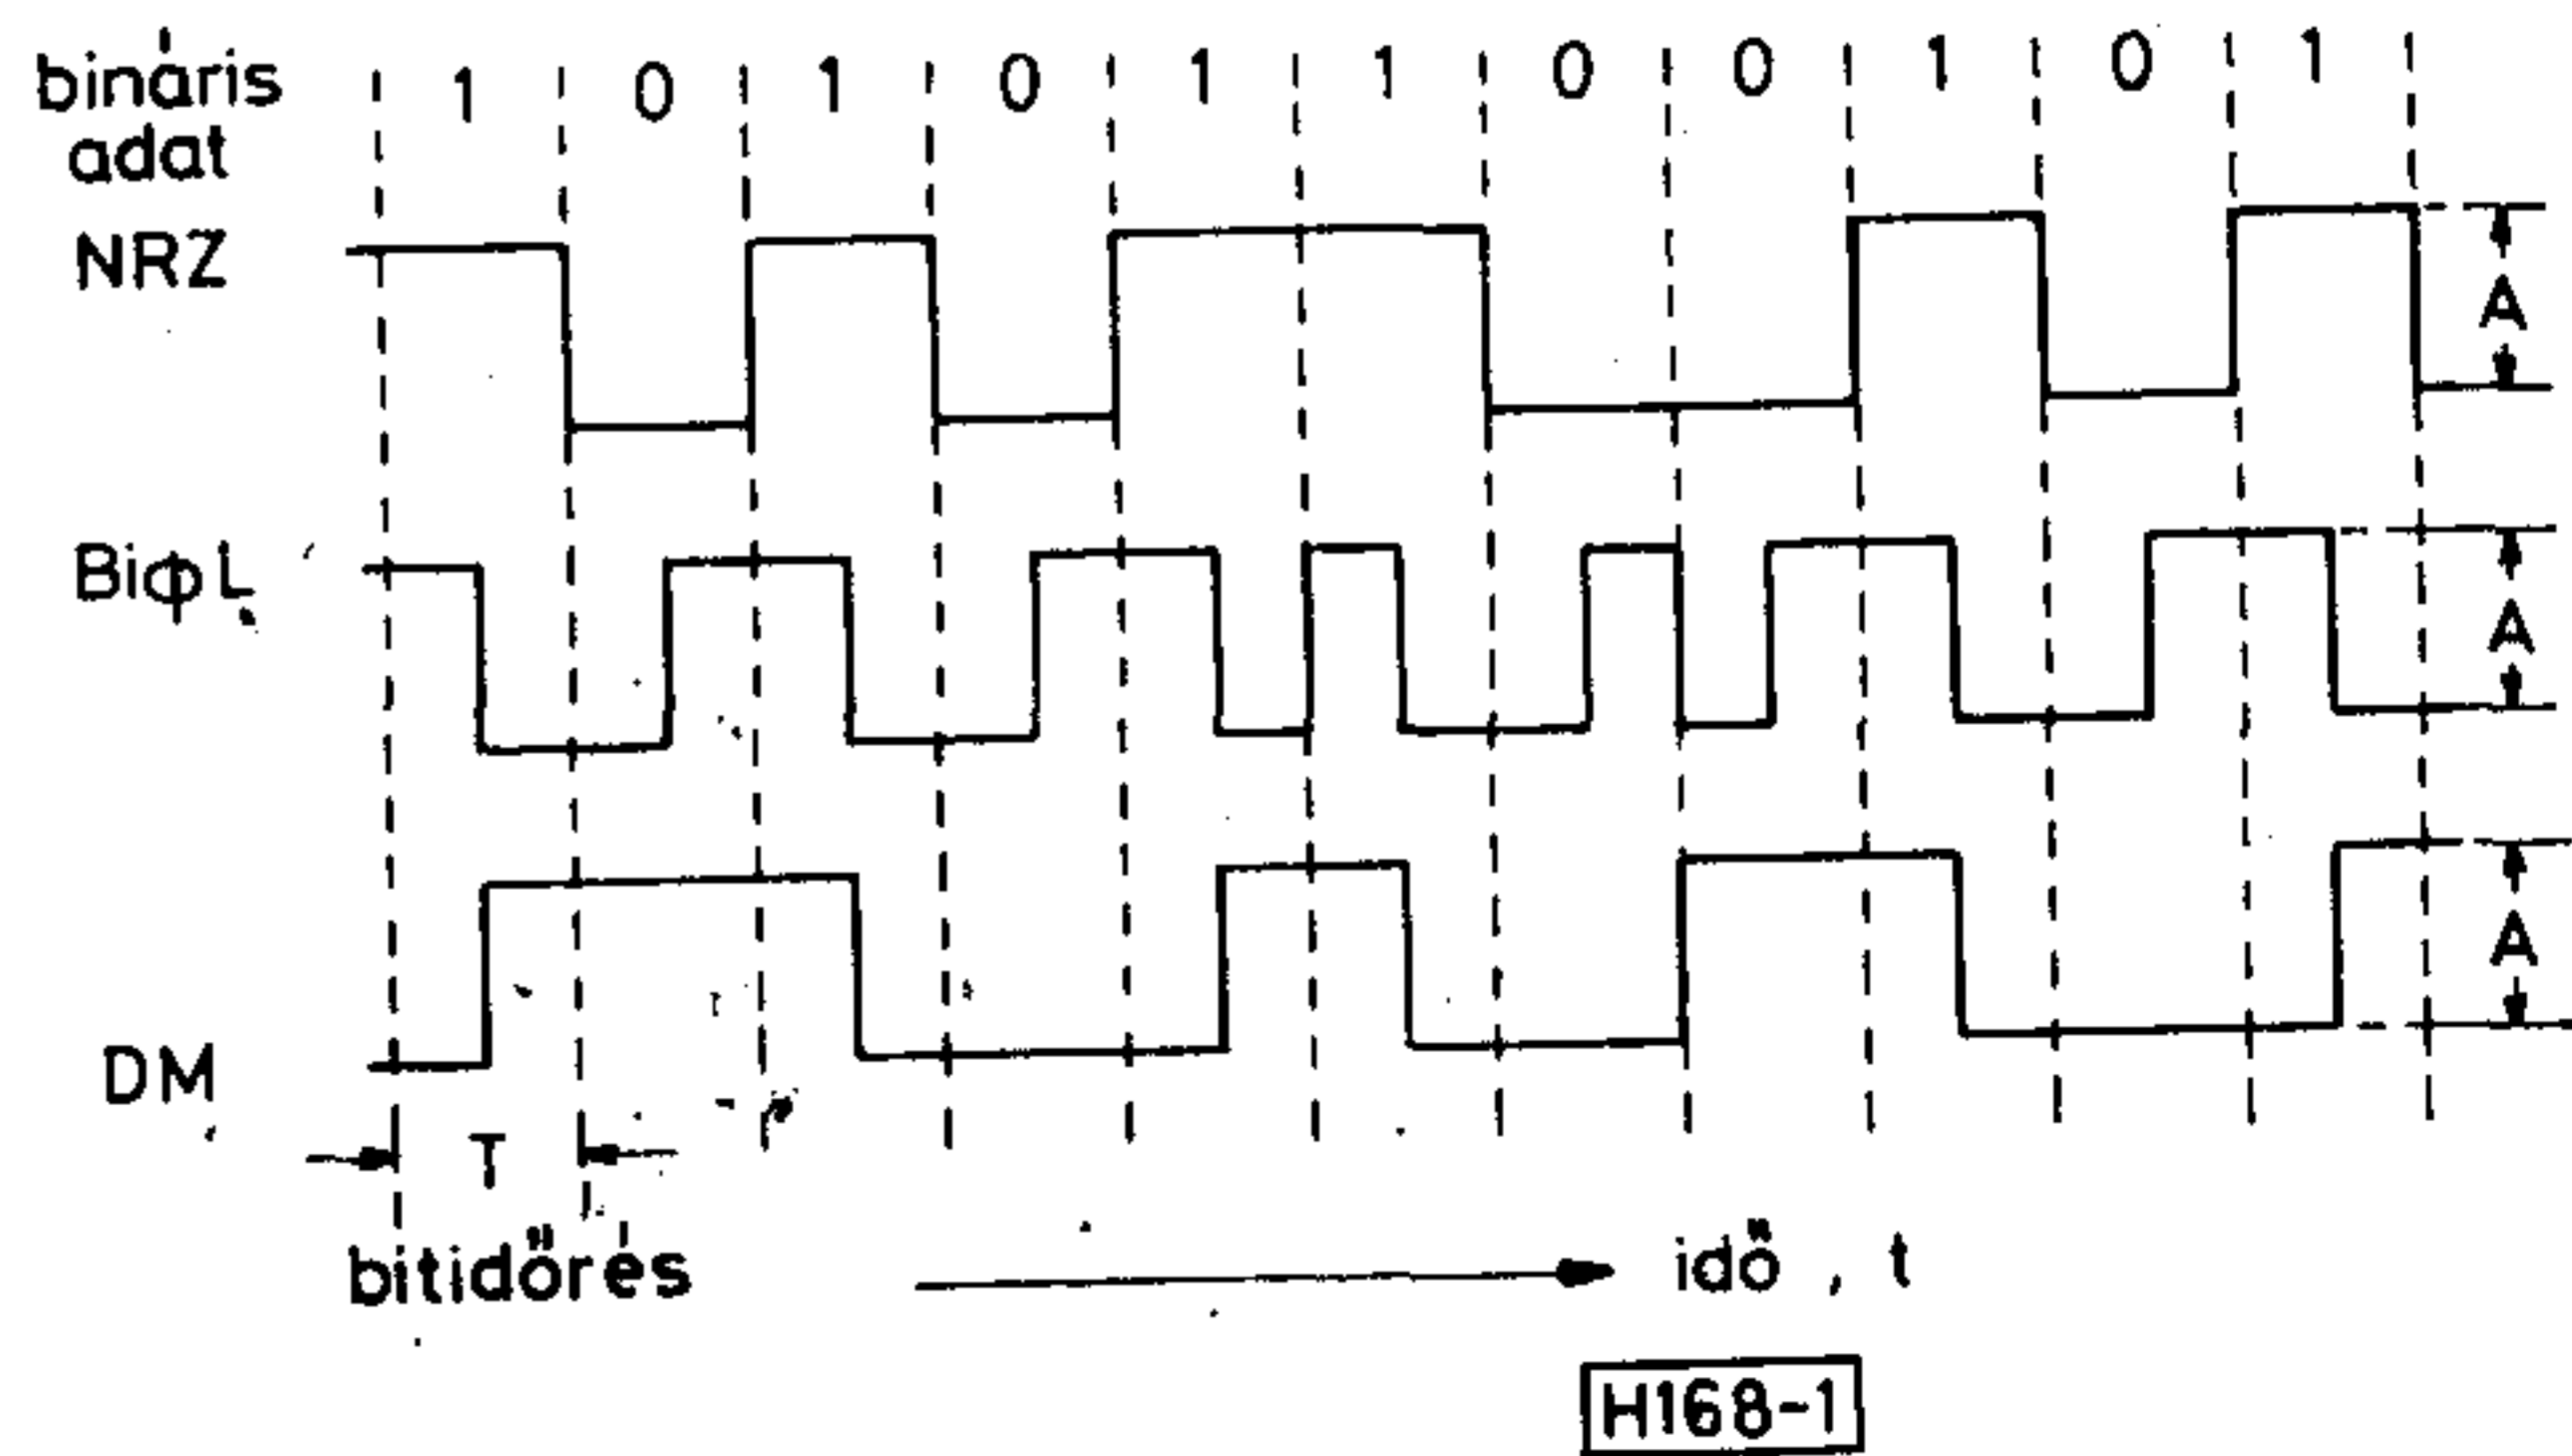 bináris 1 0 1 0 1 1 0 0 1 0 1
adat
NRZ
A
BiϕL
A
DM
A
T
bitidőrés
idő, t
H168-1